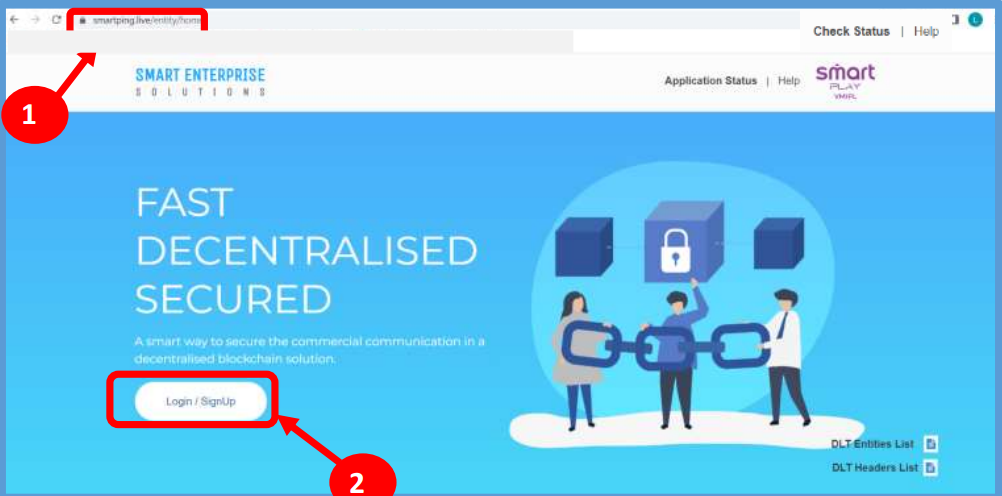 smartping.live/entity/home
Check Status | Help
L
SMART ENTERPRISE
SOLUTIONS
Application Status | Help
smart
PLAY
VMIPL
1
FAST
DECENTRALISED
SECURED
A smart way to secure the commercial communication in a
decentralised blockchain solution.
Login / SignUp
DLT Entities List
DLT Headers List
2